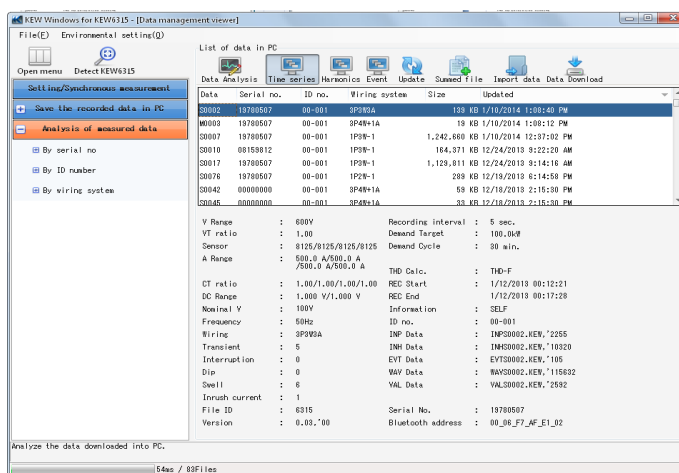 KEW Windows for KEW6315 - [Data management viewer]
File(F) Environmental setting(O)
Open menu Detect KEW6315
List of data in PC
Data Analysis Time series Harmonics Event Update Summed file Import data Data Download
Setting/Synchronous measurement
Save the recorded data in PC
Analysis of measured data
By serial no
By ID number
By wiring system
Data Serial no. ID no. Wiring system Size Updated
S0002 19780507 00-001 3P3W3A 139 KB 1/10/2014 1:08:40 PM
M0003 19780507 00-001 3P4W+1A 19 KB 1/10/2014 1:08:12 PM
S0007 19780507 00-001 1P3W-1 1,242,660 KB 1/10/2014 12:37:02 PM
S0010 08159812 00-001 1P3W-1 164,371 KB 12/24/2013 9:22:20 AM
S0017 19780507 00-001 1P3W-1 1,129,811 KB 12/24/2013 9:14:16 AM
S0076 19780507 00-001 1P2W-1 289 KB 12/19/2013 6:14:58 PM
S0042 00000000 00-001 3P4W+1A 59 KB 12/18/2013 2:15:30 PM
S0045 00000000 00-001 3P4W+1A 33 KB 12/18/2013 2:15:30 PM
V Range : 600V Recording interval : 5 sec.
VT ratio : 1.00 Demand Target : 100.0kW
Sensor : 8125/8125/8125/8125 Demand Cycle : 30 min.
A Range : 500.0 A/500.0 A
/500.0 A/500.0 A THD Calc. : THD-F
CT ratio : 1.00/1.00/1.00/1.00 REC Start : 1/12/2013 00:12:21
DC Range : 1.000 V/1.000 V REC End 1/12/2013 00:17:28
Nominal V : 100V Information : SELF
Frequency : 50Hz ID no. : 00-001
Wiring : 3P3W3A INP Data : INPS0002.KEW,'2255
Transient : 5 INH Data : INHS0002.KEW,'10320
Interruption : 0 EVT Data : EVTS0002.KEW,'105
Dip : 0 WAV Data : WAVS0002.KEW,'115632
Swell : 6 VAL Data : VALS0002.KEW,'2592
Inrush current : 1
File ID : 6315 Serial No. : 19780507
Version : 0.03.'00 Bluetooth address : 00_06_F7_AF_E1_02
Analyze the data downloaded into PC.
54ms / 83Files